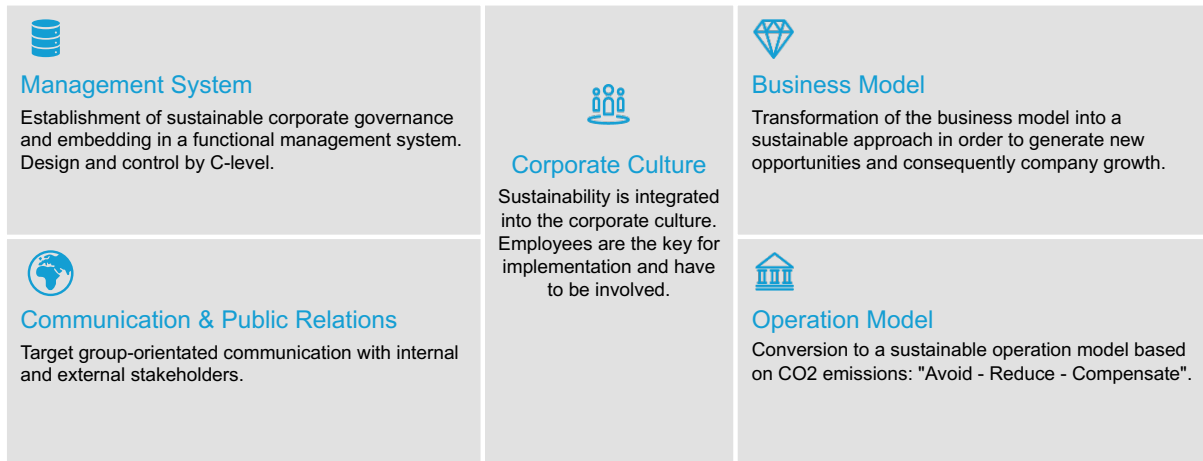 Management System
Establishment of sustainable corporate governance
and embedding in a functional management system.
Design and control by C-level.
Communication & Public Relations
Target group-orientated communication with internal
and external stakeholders.
Corporate Culture
Sustainability is integrated
into the corporate culture.
Employees are the key for
implementation and have
to be involved.
Business Model
Transformation of the business model into a
sustainable approach in order to generate new
opportunities and consequently company growth.
Operation Model
Conversion to a sustainable operation model based
on CO2 emissions: "Avoid - Reduce - Compensate".